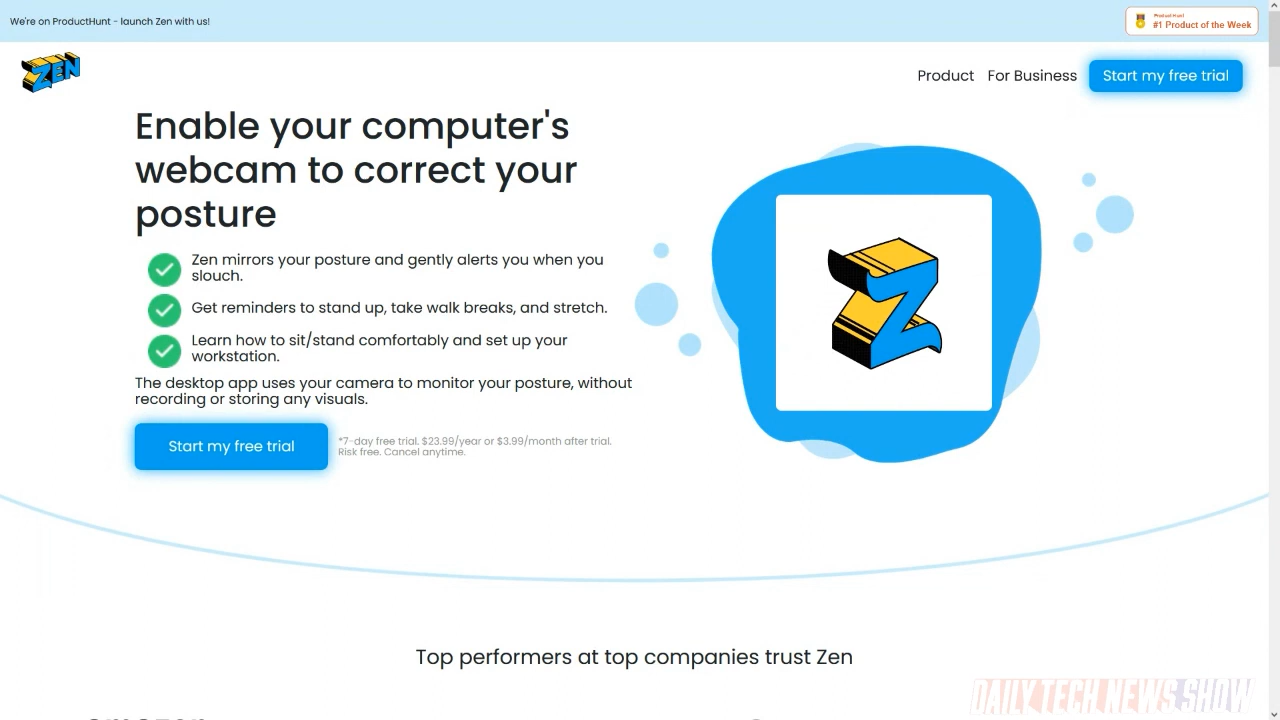 We're on ProductHunt - launch Zen with us!
Product Hunt
#1 Product of the Week
ZEN
Product
For Business
Start my free trial
Enable your computer's
webcam to correct your
posture
Zen mirrors your posture and gently alerts you when you
slouch.
Get reminders to stand up, take walk breaks, and stretch.
Learn how to sit/stand comfortably and set up your
workstation.
The desktop app uses your camera to monitor your posture, without
recording or storing any visuals.
Start my free trial
*7-day free trial. $23.99/year or $3.99/month after trial.
Risk free. Cancel anytime.
Z
Top performers at top companies trust Zen
DAILY TECH NEWS SHOW